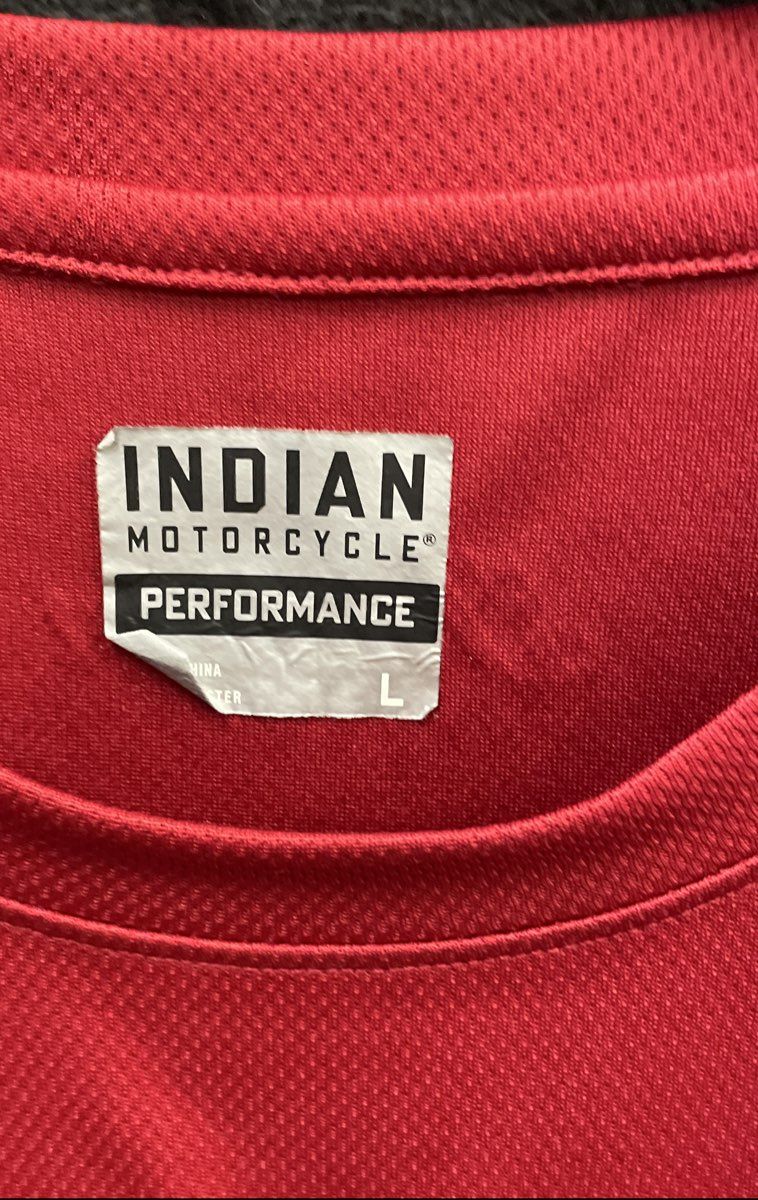 INDIAN
MOTORCYCLE®
PERFORMANCE
L